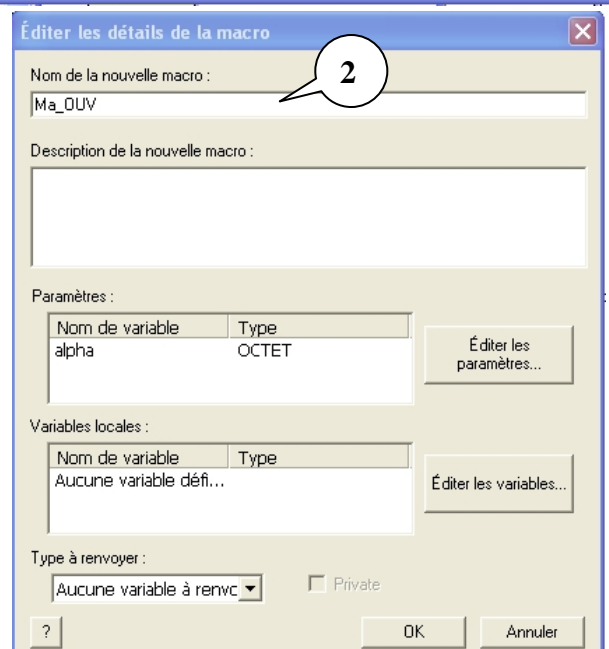 Éditer les détails de la macro
2
Nom de la nouvelle macro :
Ma_OUV
Description de la nouvelle macro :
Paramètres :
Nom de variable Type
alpha OCTET
Éditer les
paramètres...
Variables locales :
Nom de variable Type
Aucune variable défi...
Éditer les variables...
Type à renvoyer :
Aucune variable à renvc
Private
?
OK
Annuler